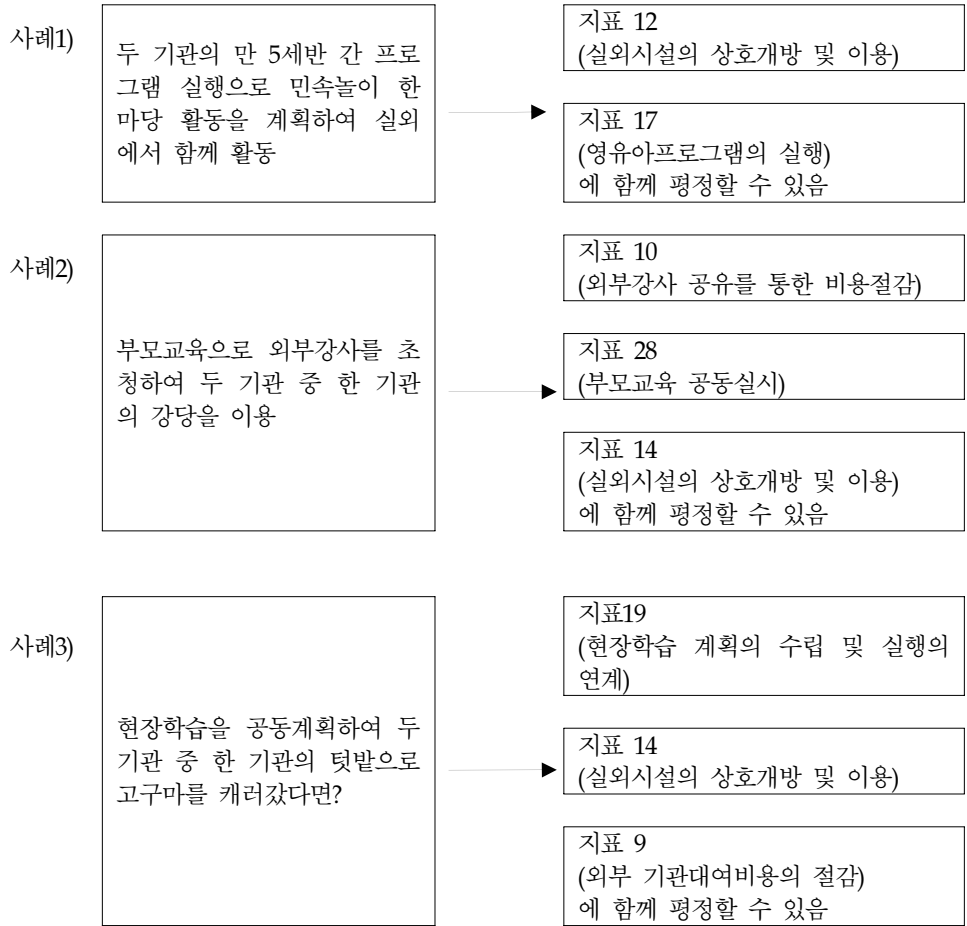 사례1)
두 기관의 만 5세반 간 프로
그램 실행으로 민속놀이 한
마당 활동을 계획하여 실외
에서 함께 활동
지표 12
(실외시설의 상호개방 및 이용)
지표 17
(영유아프로그램의 실행)
에 함께 평정할 수 있음
사례2)
부모교육으로 외부강사를 초
청하여 두 기관 중 한 기관
의 강당을 이용
지표 10
(외부강사 공유를 통한 비용절감)
지표 28
(부모교육 공동실시)
지표 14
(실외시설의 상호개방 및 이용)
에 함께 평정할 수 있음
사례3)
현장학습을 공동계획하여 두
기관 중 한 기관의 텃밭으로
고구마를 캐러갔다면?
지표19
(현장학습 계획의 수립 및 실행의
연계)
지표 14
(실외시설의 상호개방 및 이용)
지표 9
(외부 기관대여비용의 절감)
에 함께 평정할 수 있음